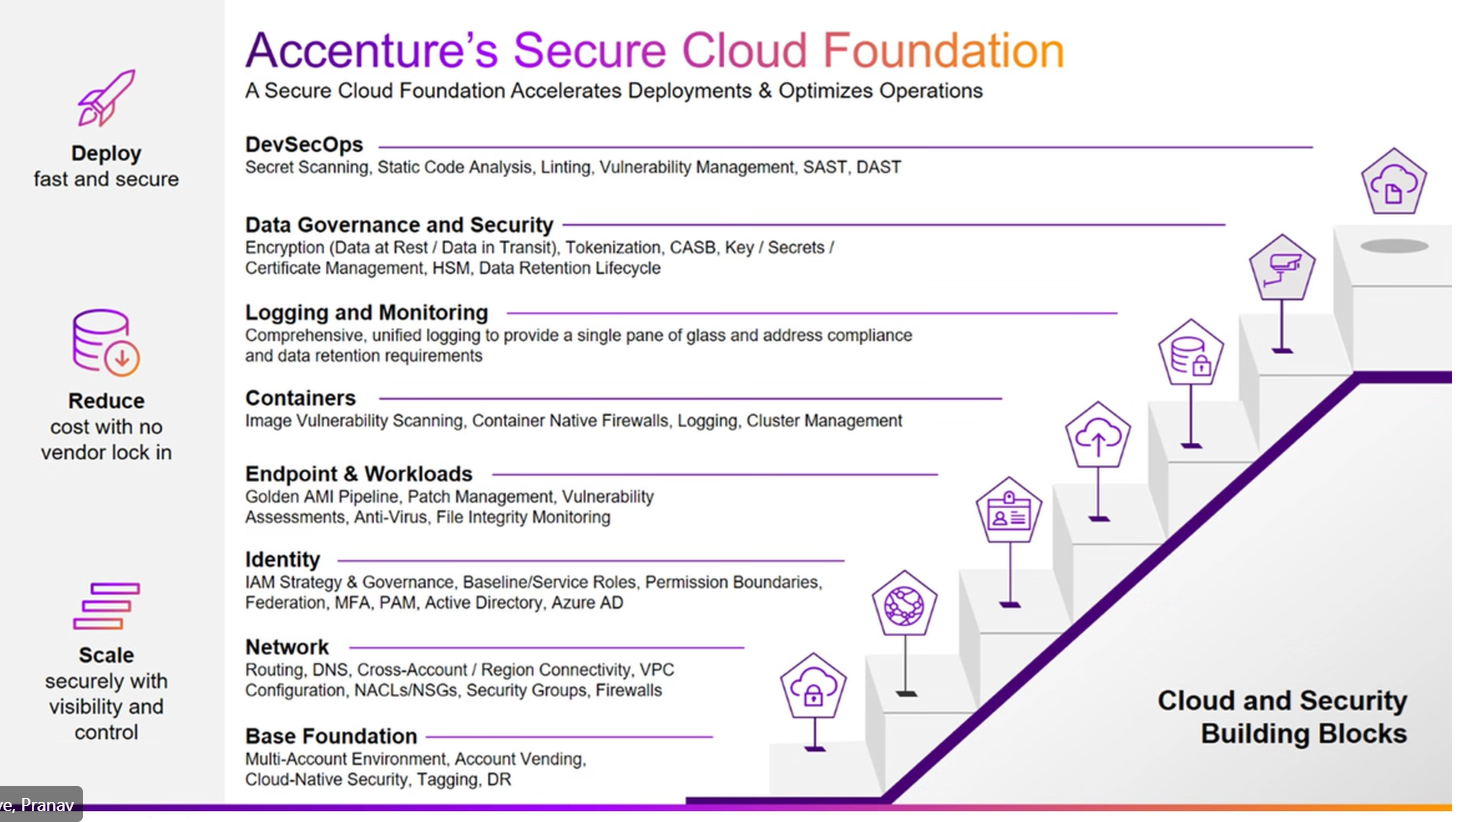 Accenture’s Secure Cloud Foundation
A Secure Cloud Foundation Accelerates Deployments & Optimizes Operations
Deploy
fast and secure
Reduce
cost with no
vendor lock in
Scale
securely with
visibility and
control
DevSecOps
Secret Scanning, Static Code Analysis, Linting, Vulnerability Management, SAST, DAST
Data Governance and Security
Encryption (Data at Rest / Data in Transit), Tokenization, CASB, Key / Secrets /
Certificate Management, HSM, Data Retention Lifecycle
Logging and Monitoring
Comprehensive, unified logging to provide a single pane of glass and address compliance
and data retention requirements
Containers
Image Vulnerability Scanning, Container Native Firewalls, Logging, Cluster Management
Endpoint & Workloads
Golden AMI Pipeline, Patch Management, Vulnerability
Assessments, Anti-Virus, File Integrity Monitoring
Identity
IAM Strategy & Governance, Baseline/Service Roles, Permission Boundaries,
Federation, MFA, PAM, Active Directory, Azure AD
Network
Routing, DNS, Cross-Account / Region Connectivity, VPC
Configuration, NACLs/NSGs, Security Groups, Firewalls
Base Foundation
Multi-Account Environment, Account Vending,
Cloud-Native Security, Tagging, DR
Cloud and Security
Building Blocks
Pranav